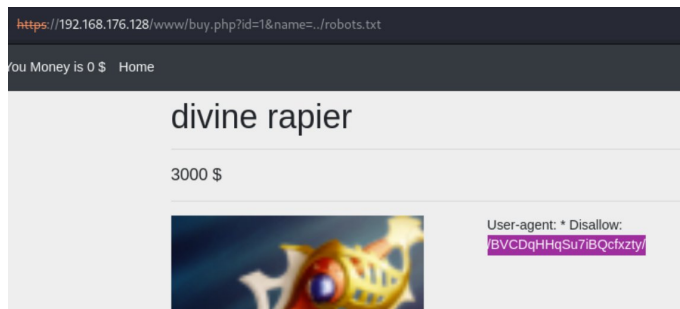 https://192.168.176.128/www/buy.php?id=1&name=../robots.txt
You Money is 0 $ Home
divine rapier
3000 $
User-agent: * Disallow:
/BVCDqHHqSu7iBQcfxzty/